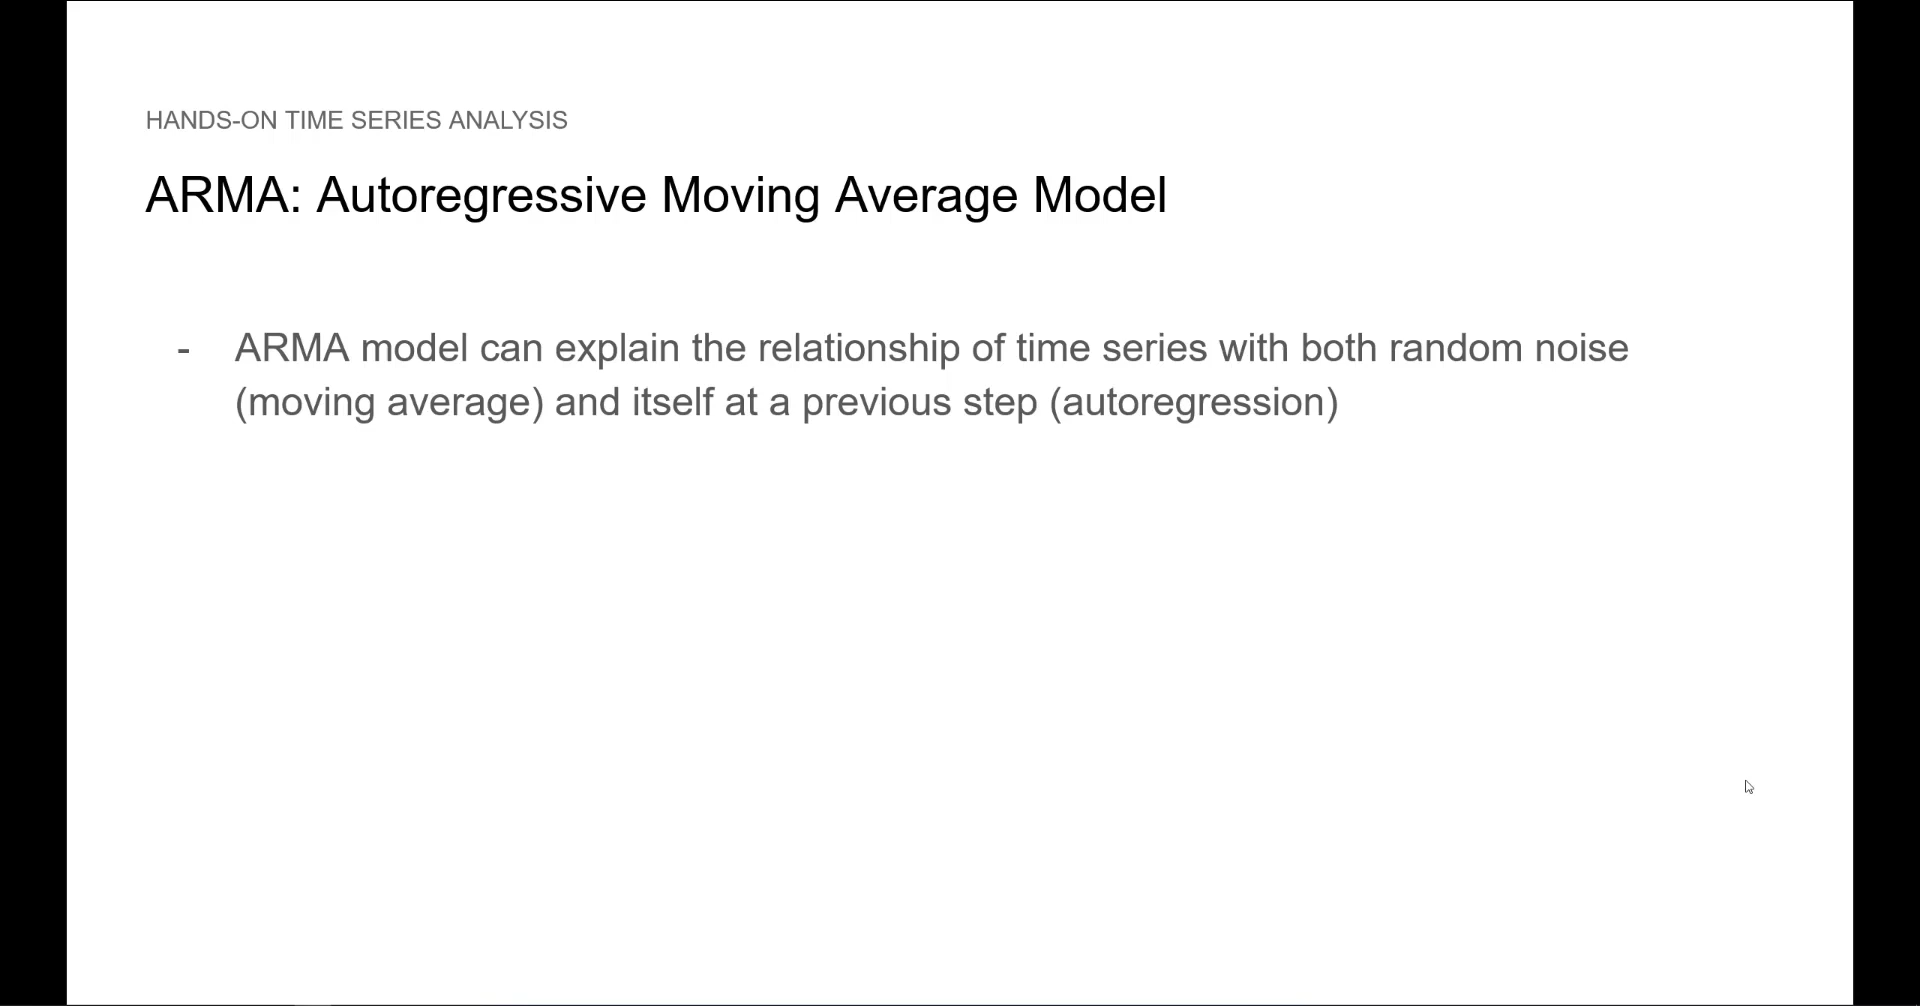 HANDS-ON TIME SERIES ANALYSIS
ARMA: Autoregressive Moving Average Model
- ARMA model can explain the relationship of time series with both random noise
(moving average) and itself at a previous step (autoregression)